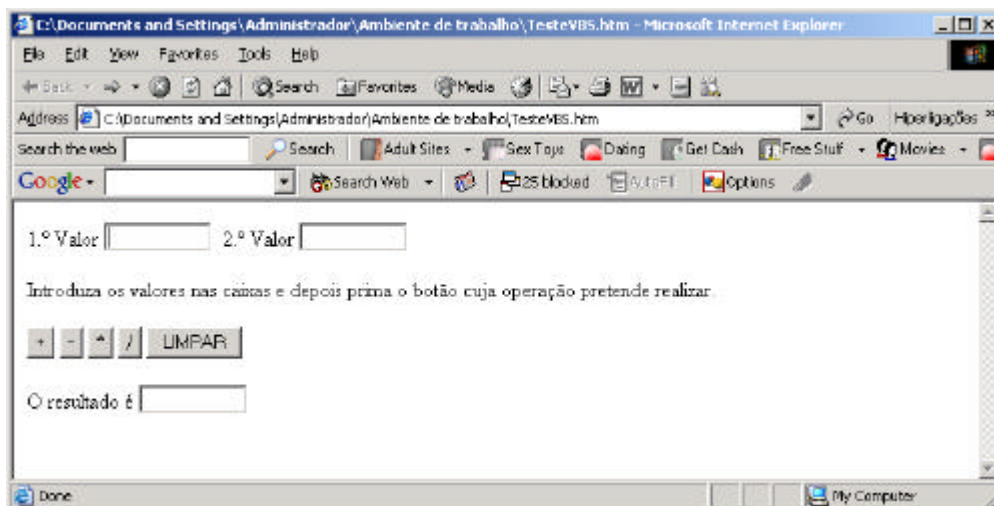 C:\Documents and Settings\Administrador\Ambiente de trabalho\TesteVBS.htm - Microsoft Internet Explorer
File Edit View Favorites Tools Help
Back Search Favorites Media
Address C:\Documents and Settings\Administrador\Ambiente de trabalho\TesteVBS.htm Go Hiperligações »
Search the web Search Adult Sites Sex Toys Dating Get Cash Free Stuff Movies
Google Search Web 25 blocked AutoFill Options
1.º Valor 2.º Valor
Introduza os valores nas caixas e depois prima o botão cuja operação pretende realizar.
+ - * / LIMPAR
O resultado é
Done My Computer